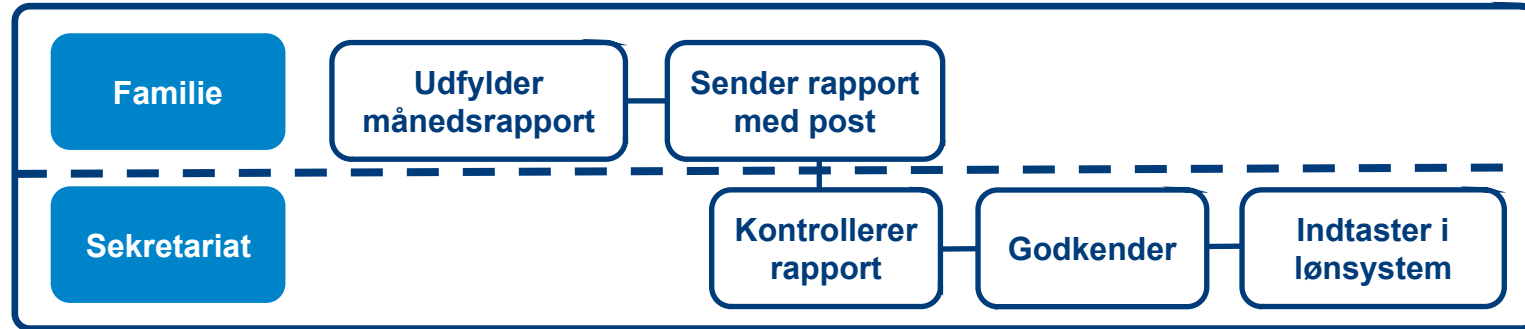 Familie
Udfylder
månedsrapport
Sender rapport
med post
Sekretariat
Kontrollerer
rapport
Godkender
Indtaster i
lønsystem